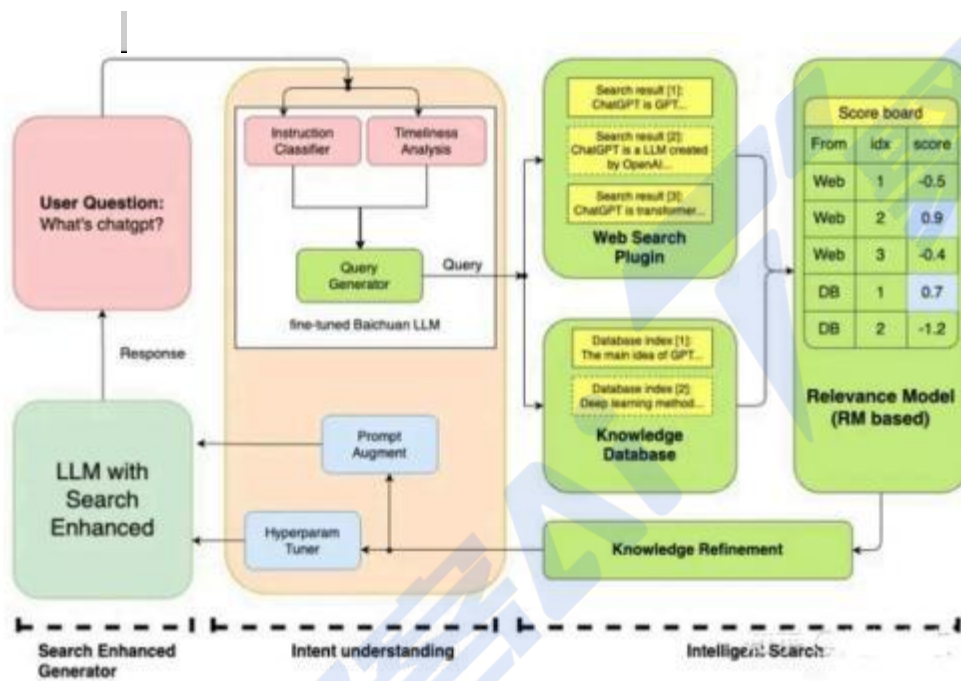 User Question:
What's chatgpt?
Response
LLM with
Search
Enhanced
Search Enhanced
Generator
Instruction
Classifier
Timeliness
Analysis
Query
Generator
fine-tuned Baichuan LLM
Query
Prompt
Augment
Hyperparam
Tuner
Intent understanding
Search result [1]:
ChatGPT is GPT...
Search result [2]:
ChatGPT is a LLM created
by OpenAI...
Search result [3]:
ChatGPT is transformer...
Web Search
Plugin
Database index [1]:
The main idea of GPT...
Database index [2]:
Deep learning method...
Knowledge
Database
Score board
From idx score
Web 1 -0.5
Web 2 0.9
Web 3 -0.4
DB 1 0.7
DB 2 -1.2
Relevance Model
(RM based)
Knowledge Refinement
Intelligent Search